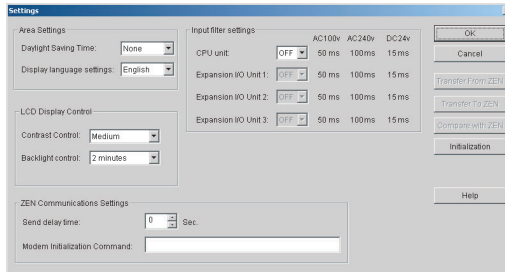 Settings
Area Settings
Daylight Saving Time: None
Display language settings: English
LCD Display Control
Contrast Control: Medium
Backlight control: 2 minutes
Input filter settings
AC100v AC240v DC24v
CPU unit: OFF 50 ms 100ms 15ms
Expansion I/O Unit 1: OFF 50 ms 100ms 15ms
Expansion I/O Unit 2: OFF 50 ms 100ms 15ms
Expansion I/O Unit 3: OFF 50 ms 100ms 15ms
ZEN Communications Settings
Send delay time: 0 Sec.
Modem Initialization Command:
OK
Cancel
Transfer From ZEN
Transfer To ZEN
Compare with ZEN
Initialization
Help